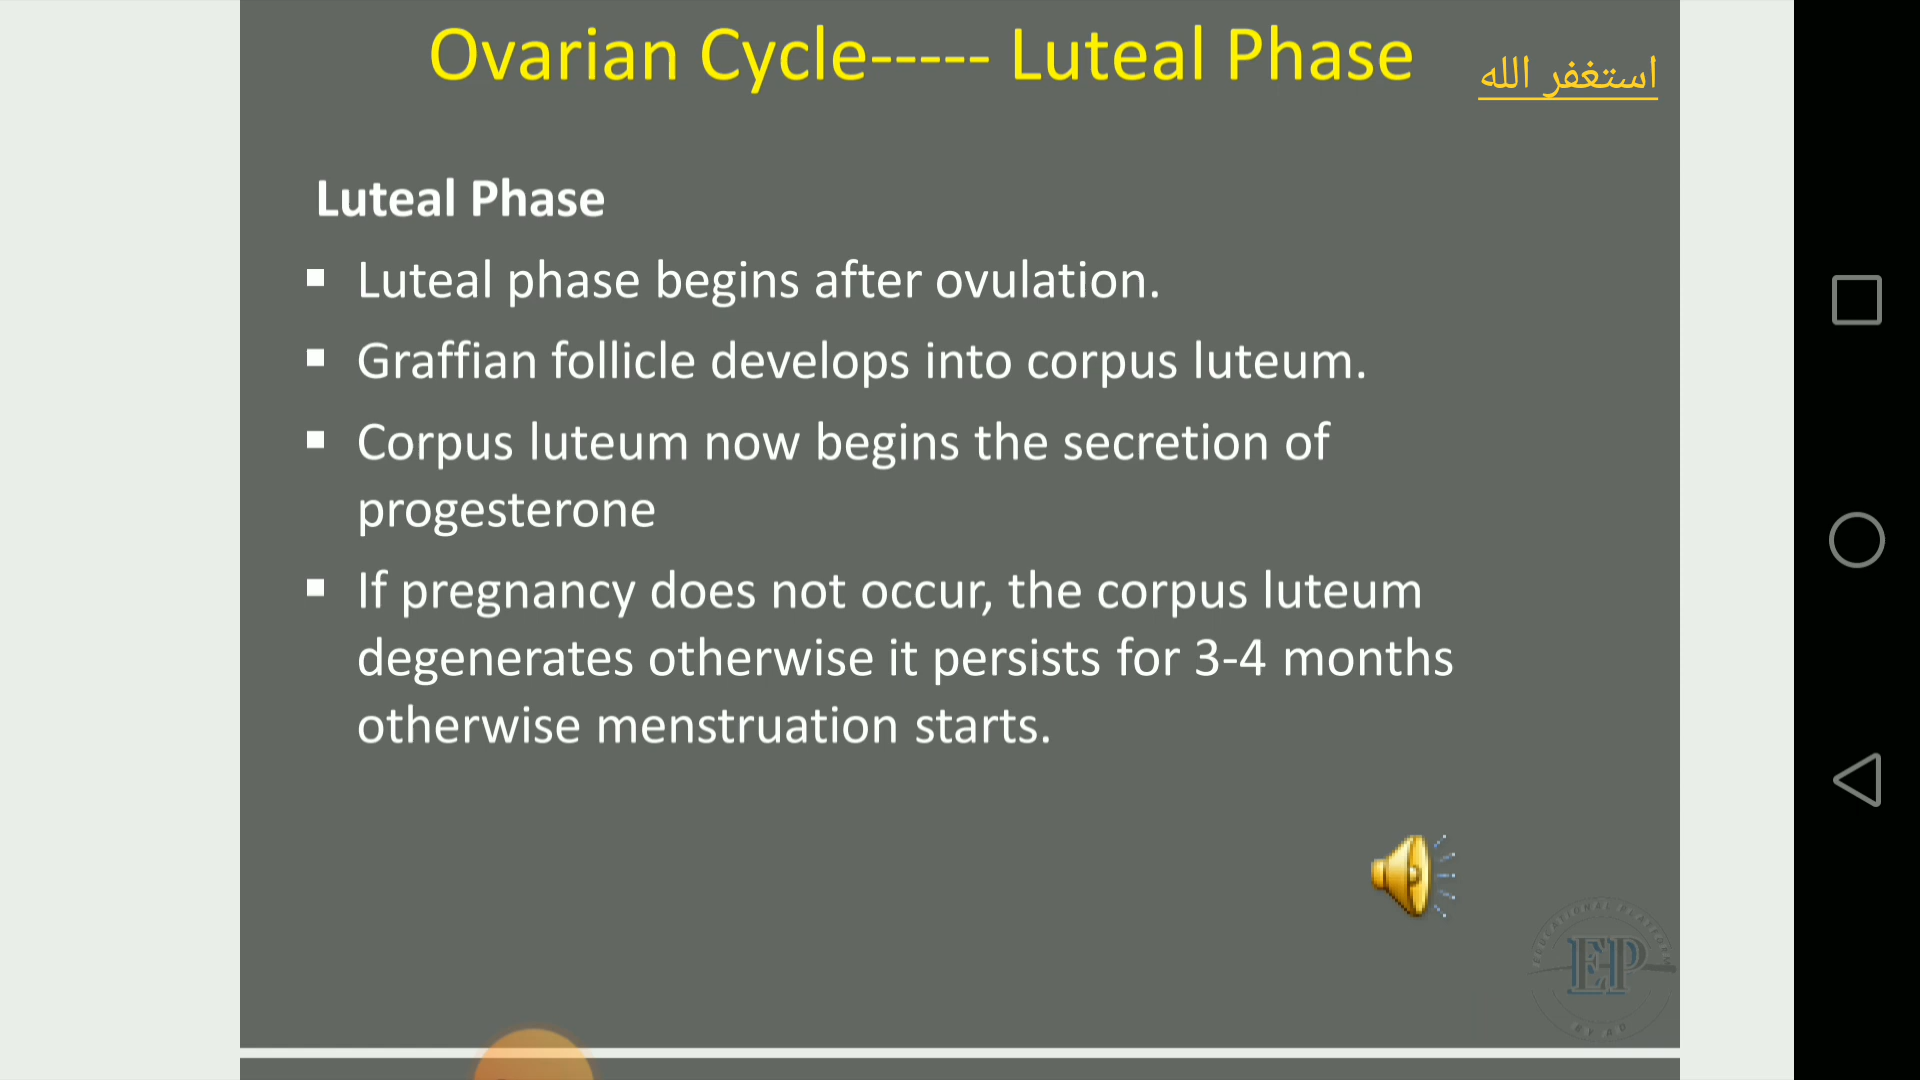 Ovarian Cycle----- Luteal Phase
استغفر الله
Luteal Phase
▪ Luteal phase begins after ovulation.
▪ Graffian follicle develops into corpus luteum.
▪ Corpus luteum now begins the secretion of
progesterone
▪ If pregnancy does not occur, the corpus luteum
degenerates otherwise it persists for 3-4 months
otherwise menstruation starts.
EP